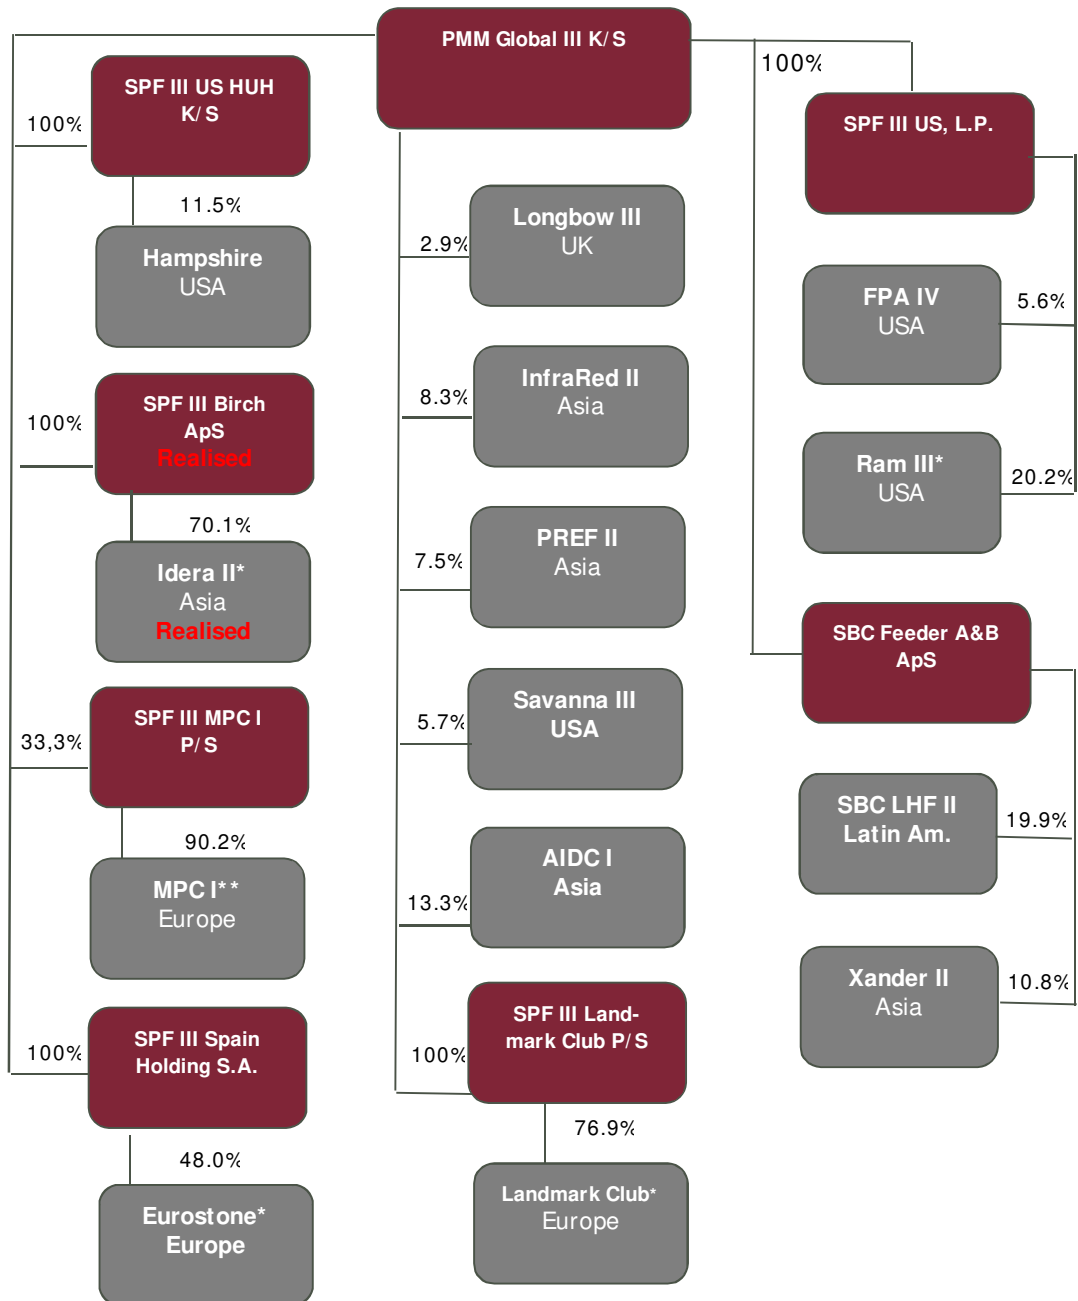 PMM Global III K/S
100%
SPF III US HUH
K/S
100%
11.5%
Hampshire
USA
SPF III Birch
ApS
Realised
100%
70.1%
Idera II*
Asia
Realised
SPF III MPC I
P/S
33,3%
90.2%
MPC I**
Europe
SPF III Spain
Holding S.A.
100%
48.0%
Eurostone*
Europe
Longbow III
UK
2.9%
InfraRed II
Asia
8.3%
PREF II
Asia
7.5%
Savanna III
USA
5.7%
AIDC I
Asia
13.3%
SPF III Land-
mark Club P/S
100%
76.9%
Landmark Club*
Europe
SPF III US, L.P.
FPA IV
USA
5.6%
Ram III*
USA
20.2%
SBC Feeder A&B
ApS
SBC LHF II
Latin Am.
19.9%
Xander II
Asia
10.8%